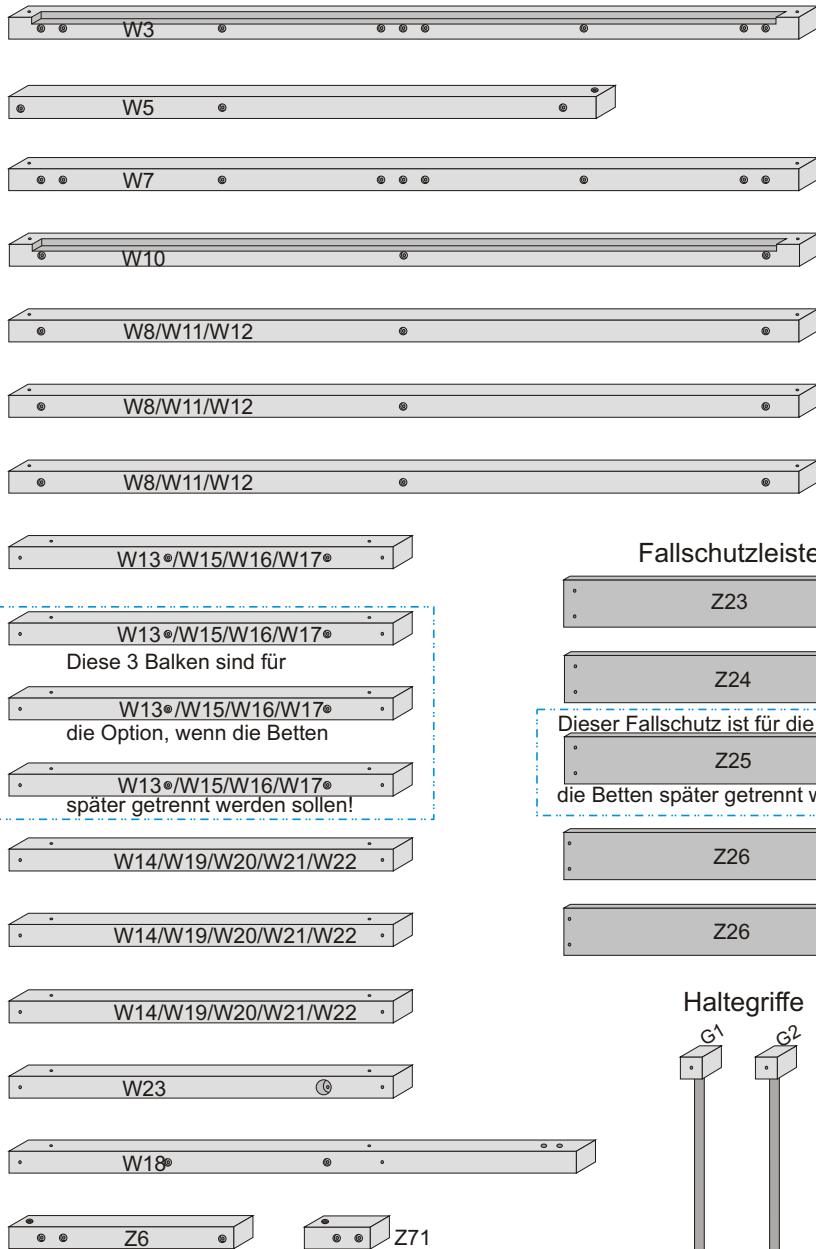 W3
W5
W7
W10
W8/W11/W12
W8/W11/W12
W8/W11/W12
W13/W15/W16/W17
W13/W15/W16/W17
Diese 3 Balken sind für
W13/W15/W16/W17
die Option, wenn die Betten
W13/W15/W16/W17
später getrennt werden sollen!
W14/W19/W20/W21/W22
W14/W19/W20/W21/W22
W14/W19/W20/W21/W22
W23
W18
Z6
Z71
Fallschutzleiste
Z23
Z24
Dieser Fallschutz ist für die
Z25
die Betten später getrennt w
Z26
Z26
Haltegriffe
G1
G2